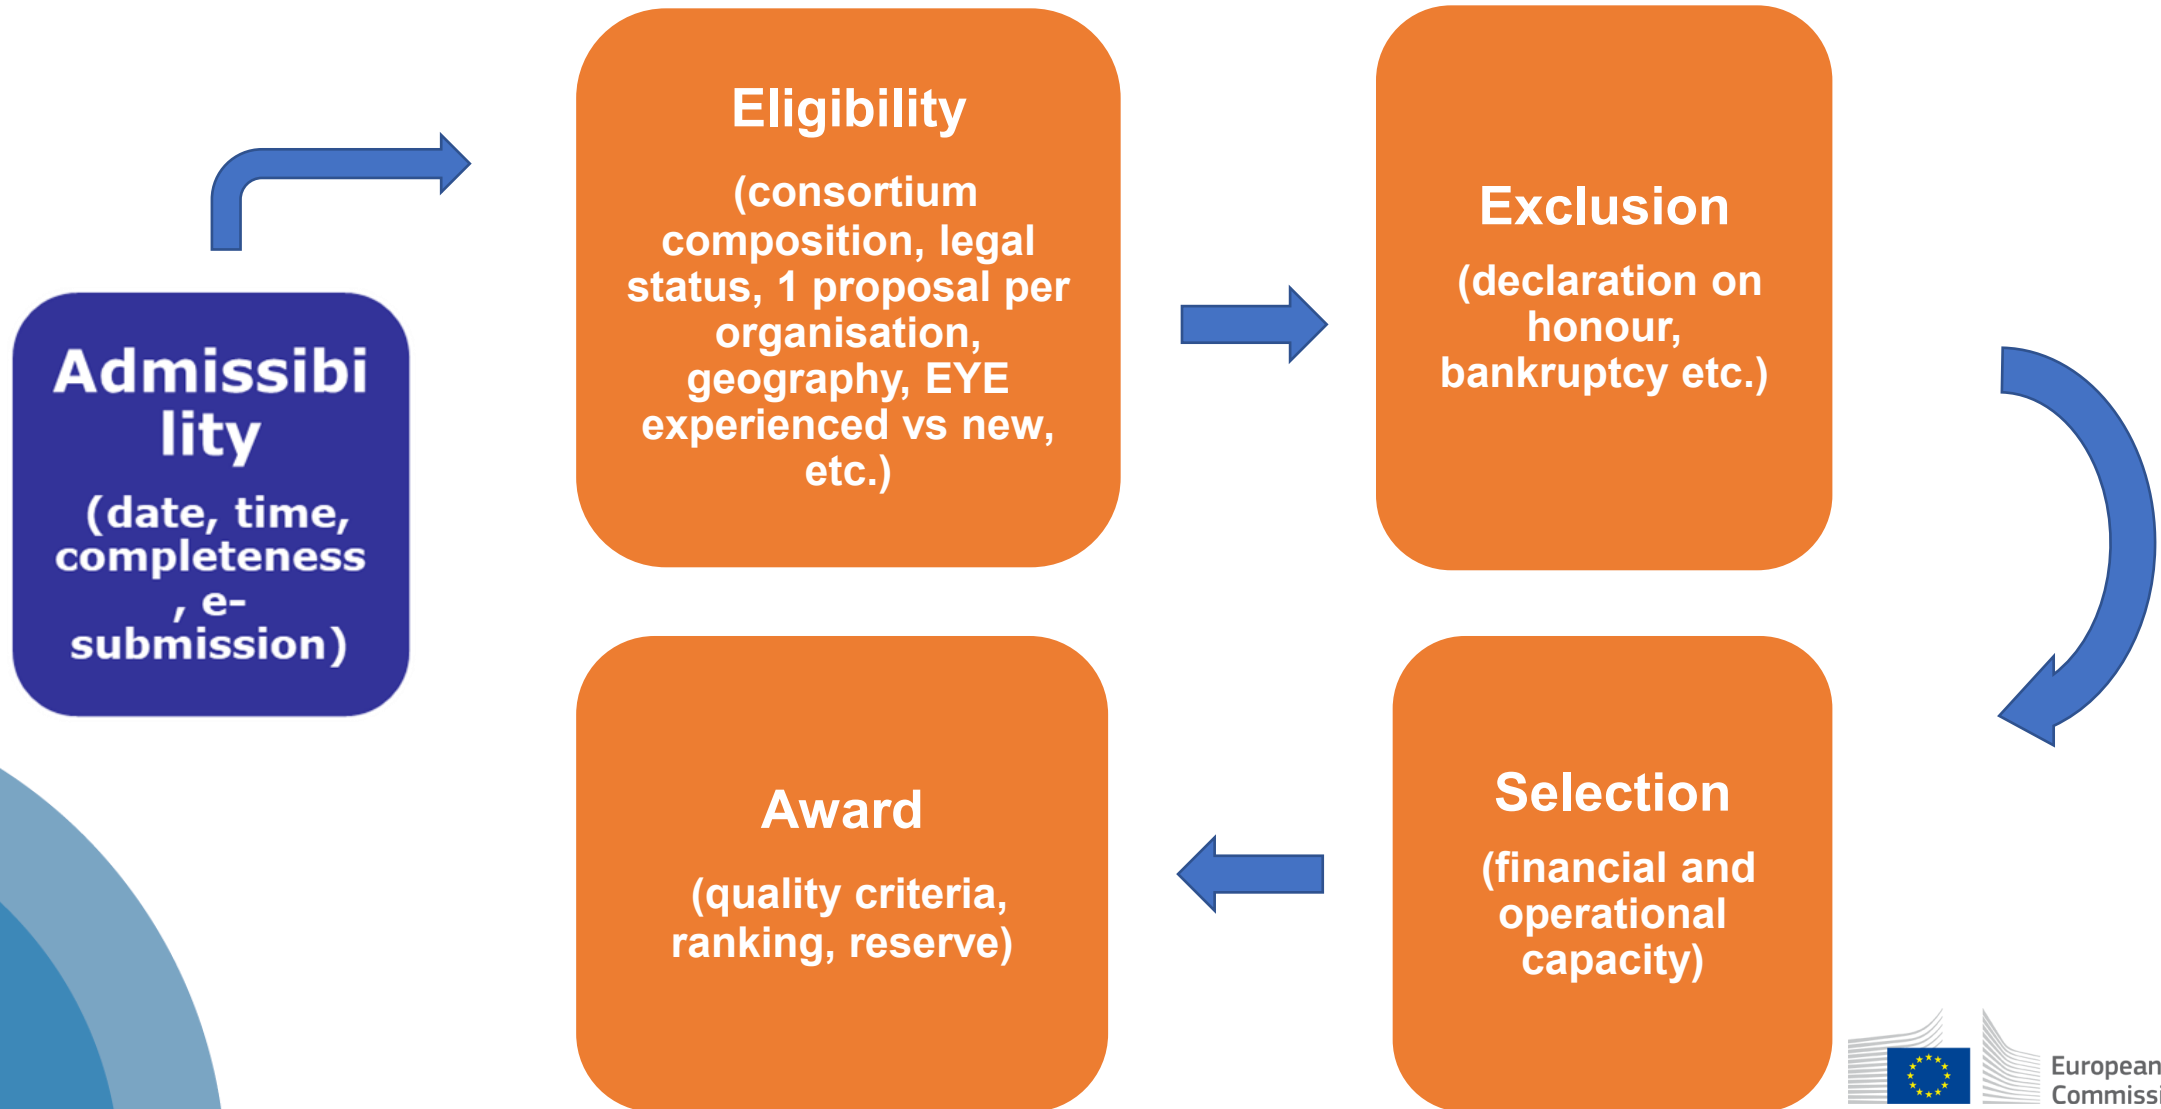 Admissibi
lity
(date, time,
completeness
, e-
submission)
Eligibility
(consortium
composition, legal
status, 1 proposal per
organisation,
geography, EYE
experienced vs new,
etc.)
Exclusion
(declaration on
honour,
bankruptcy etc.)
Selection
(financial and
operational
capacity)
Award
(quality criteria,
ranking, reserve)
European
Commissi